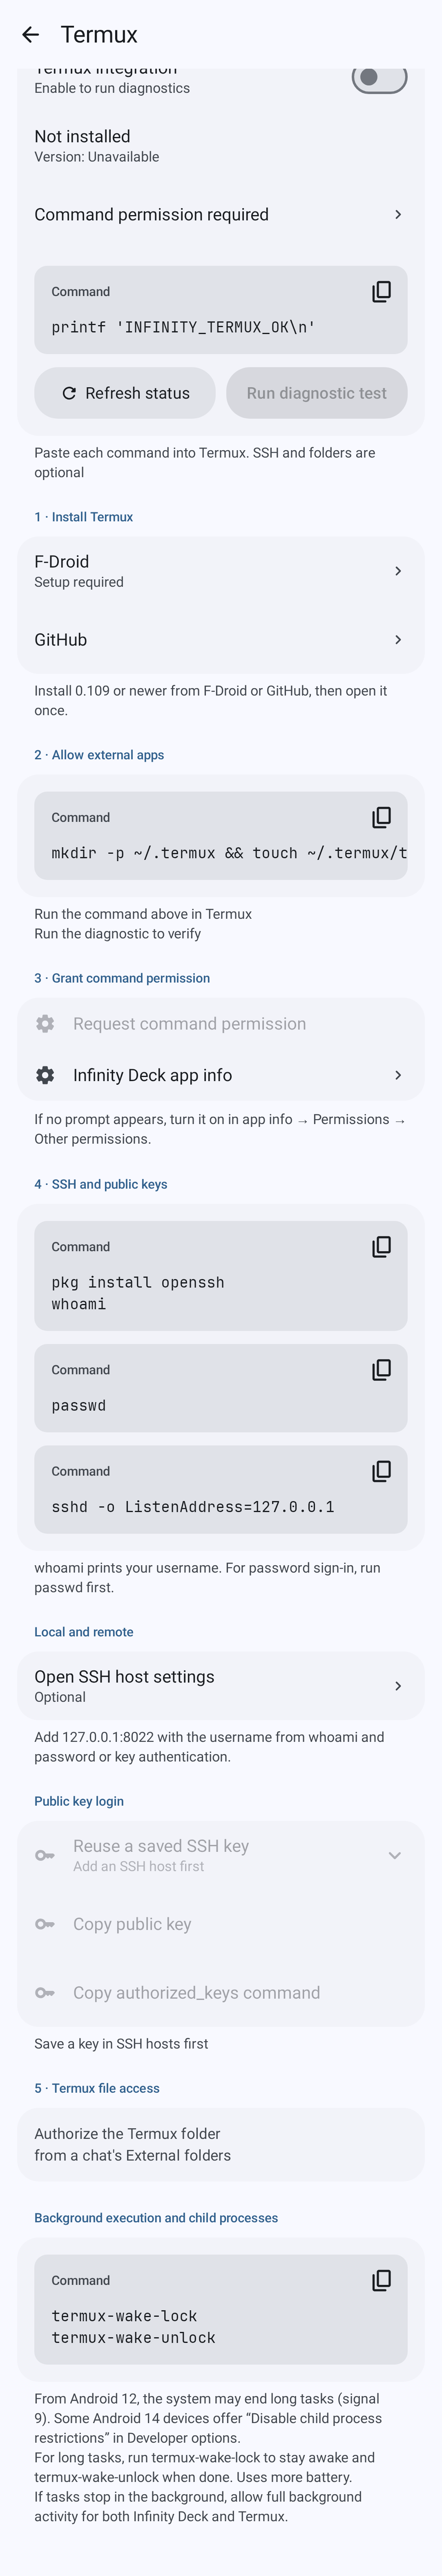 Termux
Termux integration
Enable to run diagnostics
Not installed
Version: Unavailable
Command permission required
Command
printf 'INFINITY_TERMUX_OK\n'
Refresh status
Run diagnostic test
Paste each command into Termux. SSH and folders are
optional
1 · Install Termux
F-Droid
Setup required
GitHub
Install 0.109 or newer from F-Droid or GitHub, then open it
once.
2 · Allow external apps
Command
mkdir -p ~/.termux && touch ~/.termux/t
Run the command above in Termux
Run the diagnostic to verify
3 · Grant command permission
Request command permission
Infinity Deck app info
If no prompt appears, turn it on in app info → Permissions →
Other permissions.
4 · SSH and public keys
Command
pkg install openssh
whoami
Command
passwd
Command
sshd -o ListenAddress=127.0.0.1
whoami prints your username. For password sign-in, run
passwd first.
Local and remote
Open SSH host settings
Optional
Add 127.0.0.1:8022 with the username from whoami and
password or key authentication.
Public key login
Reuse a saved SSH key
Add an SSH host first
Copy public key
Copy authorized_keys command
Save a key in SSH hosts first
5 · Termux file access
Authorize the Termux folder
from a chat's External folders
Background execution and child processes
Command
termux-wake-lock
termux-wake-unlock
From Android 12, the system may end long tasks (signal
9). Some Android 14 devices offer “Disable child process
restrictions” in Developer options.
For long tasks, run termux-wake-lock to stay awake and
termux-wake-unlock when done. Uses more battery.
If tasks stop in the background, allow full background
activity for both Infinity Deck and Termux.